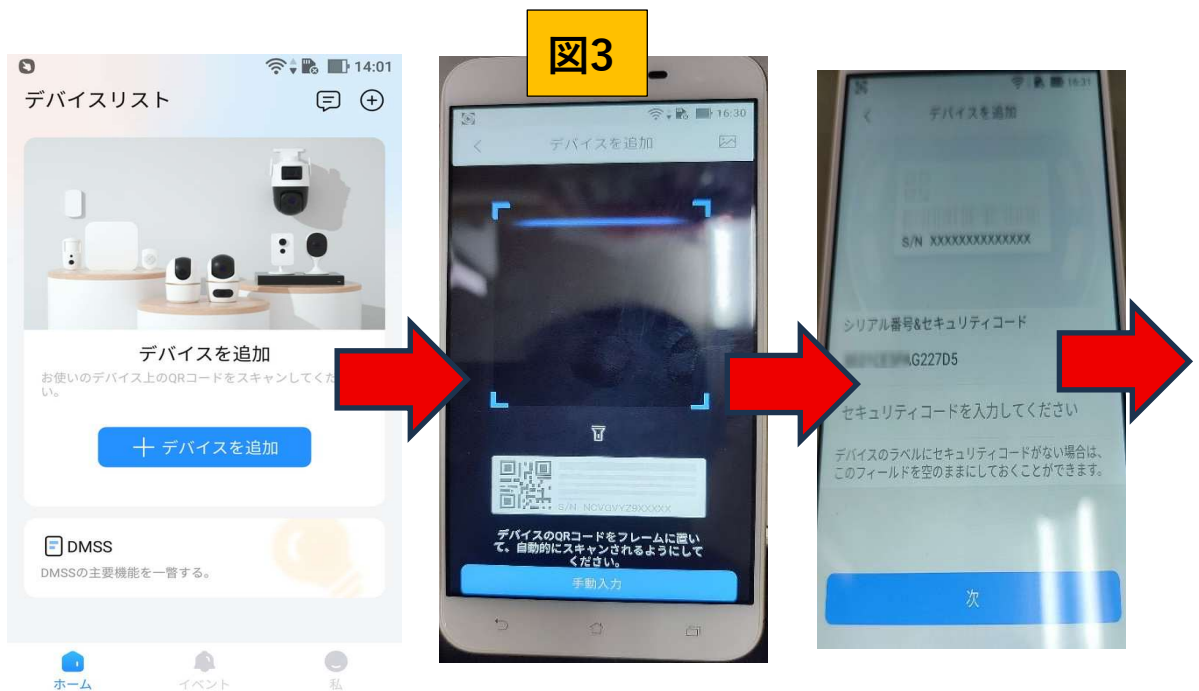 図3
14:01
デバイスリスト
デバイスを追加
お使いのデバイス上のQRコードをスキャンしてくだ
い。
＋ デバイスを追加
DMSS
DMSSの主要機能を一瞥する。
ホーム
イベント
私
16:30
デバイスを追加
S/N NCVGVYZ9XXXXX
デバイスのQRコードをフレームに置い
て、自動的にスキャンされるようにして
ください。
手動入力
16:31
デバイスを追加
S/N XXXXXXXXXXXXXX
シリアル番号&セキュリティコード
AG227D5
セキュリティコードを入力してください
デバイスのラベルにセキュリティコードがない場合は、
このフィールドを空のままにしておくことができます。
次